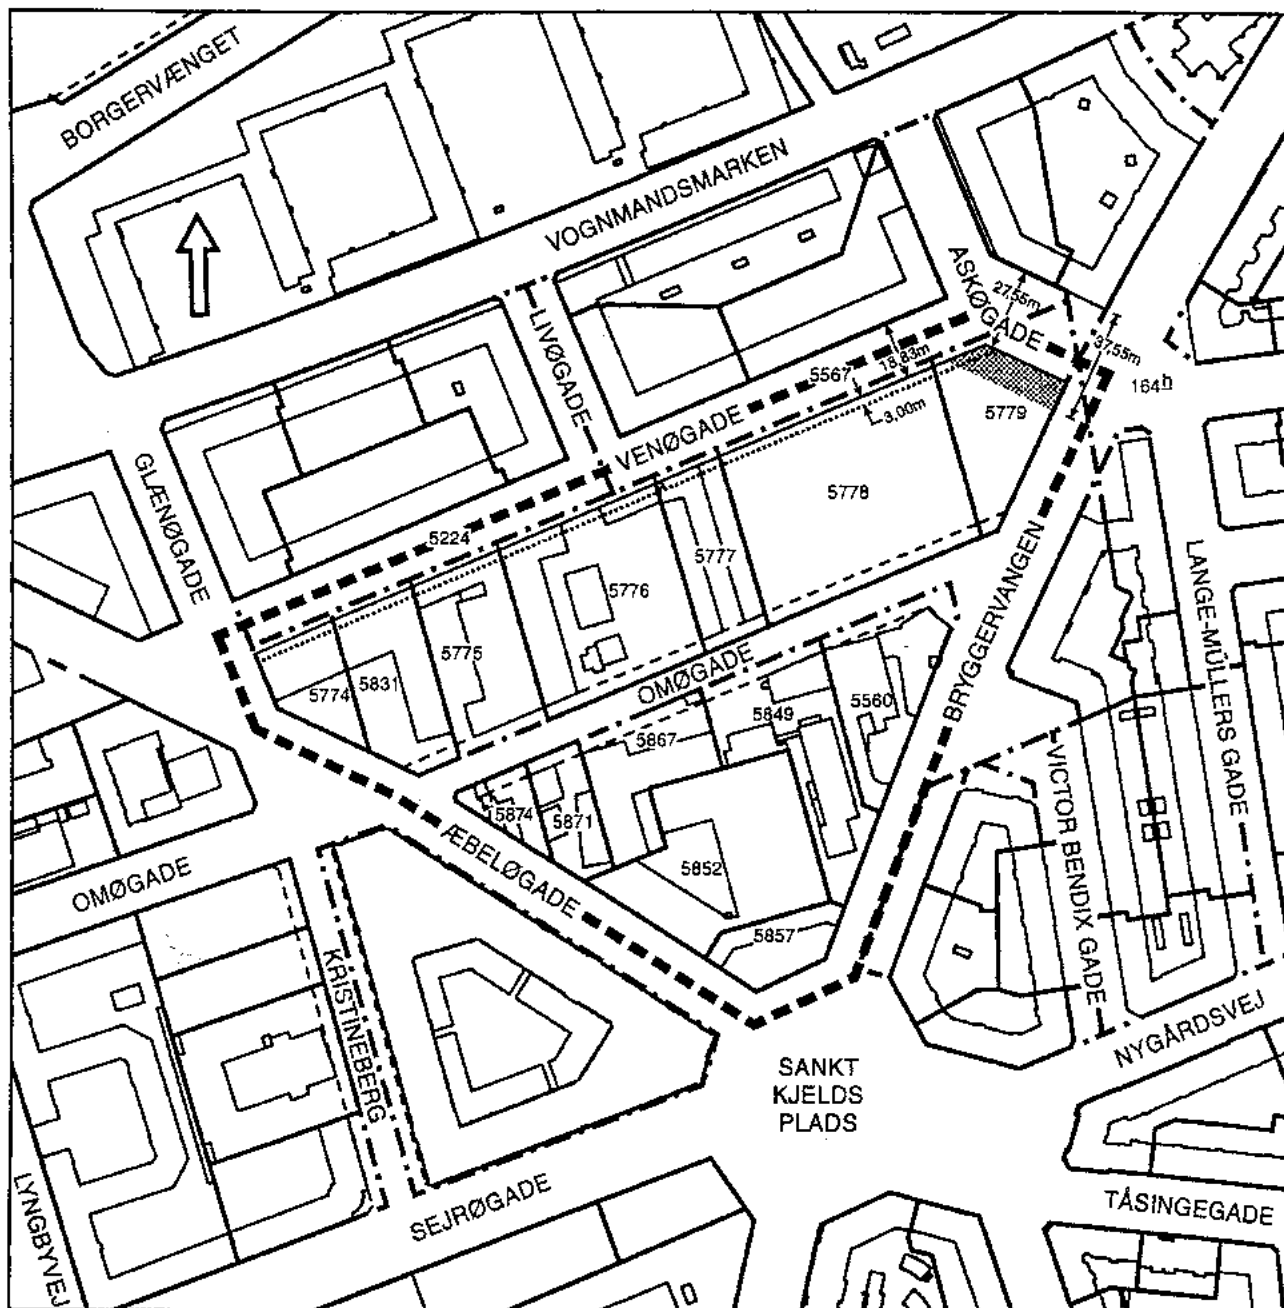 BORGERVÆNGET
VOGNMANDSMARKEN
ASKØGADE
27,55m
37,55m
18,83m
LIVØGADE
5567
164h
5779
3,00m
VENØGADE
GLÆNØGADE
5778
5224
5777
5776
5775
BRYGGERVANGEN
LANGE-MÜLLERS GADE
OMØGADE
5774
5831
5849
5560
5867
VICTOR BENDIX GADE
5874
5871
5852
ÆBELØGADE
OMØGADE
5857
KRISTINEBERG
NYGÅRDSVEJ
SANKT
KJELDS
PLADS
LYNGBYVEJ
SEJRØGADE
TÅSINGEGADE